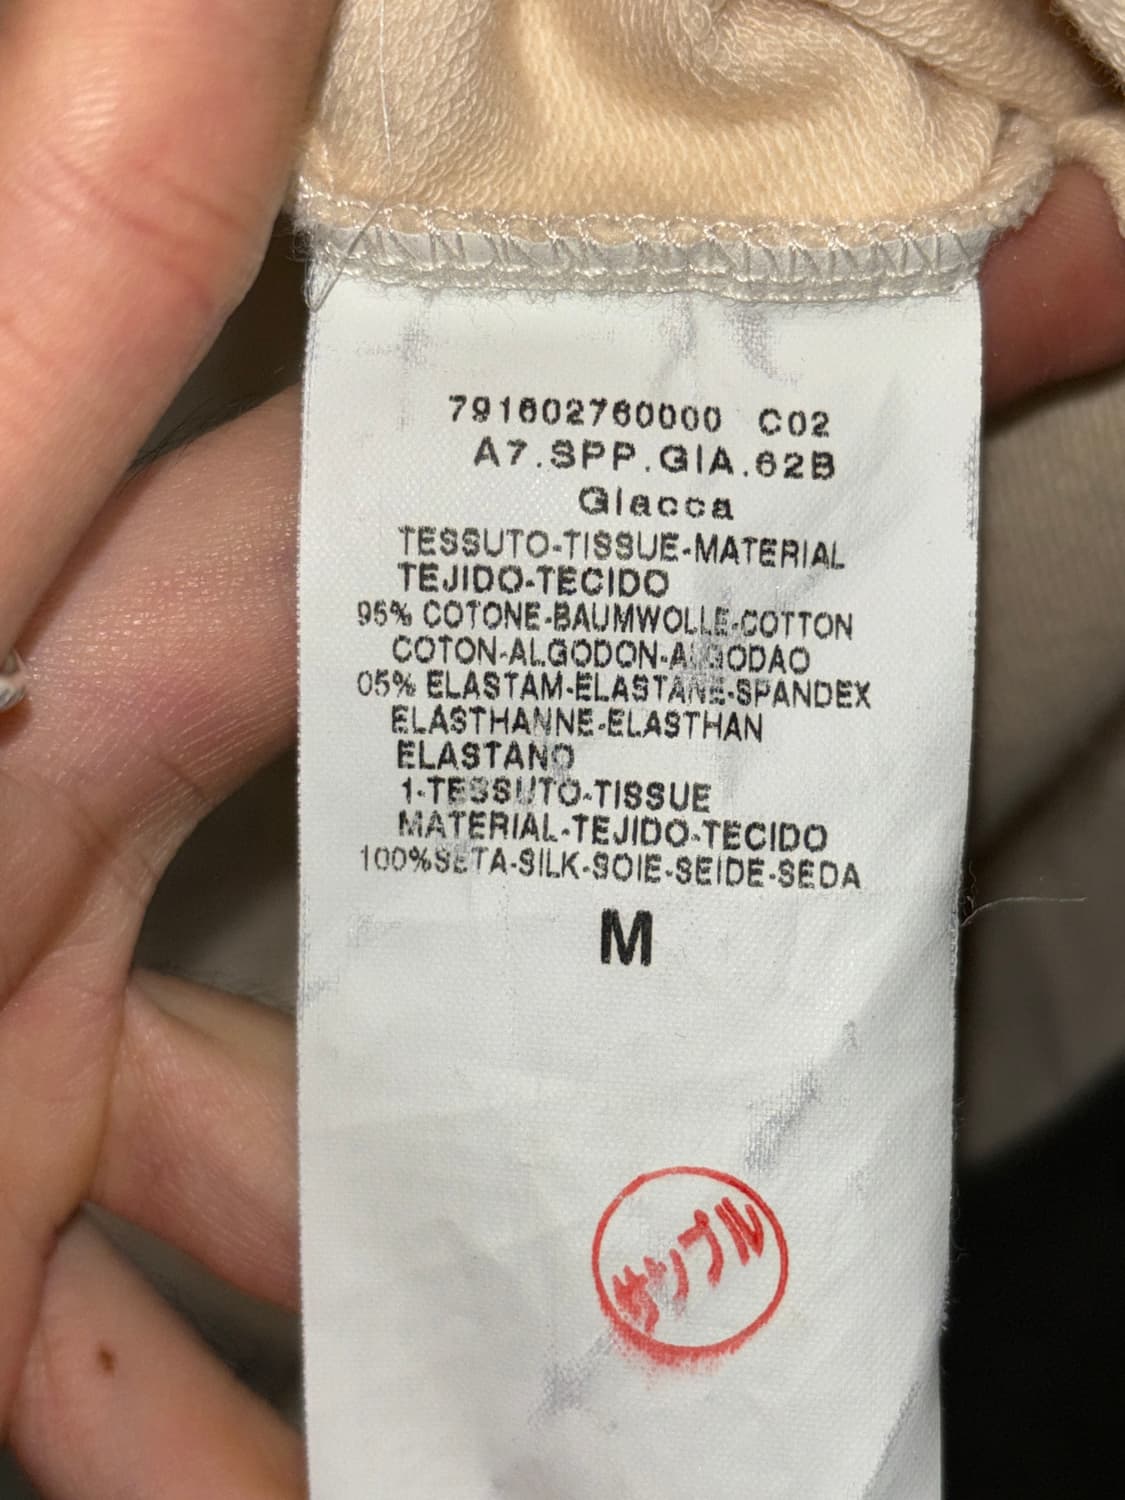 791602760000 C02
A7.SPP.GIA.62B
Giacca
TESSUTO-TISSUE-MATERIAL
TEJIDO-TECIDO
95% COTONE-BAUMWOLLE-COTTON
COTON-ALGODON-ALGODAO
05% ELASTAM-ELASTANE-SPANDEX
ELASTHANNE-ELASTHAN
ELASTANO
1-TESSUTO-TISSUE
MATERIAL-TEJIDO-TECIDO
100%SETA-SILK-SOIE-SEIDE-SEDA
M
サンプル